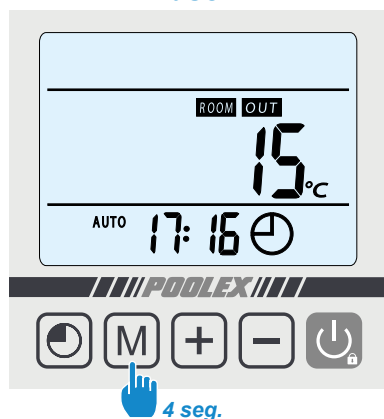 ROOM OUT
15 °C
AUTO 17:16
POOLEX
M + −
4 seg.